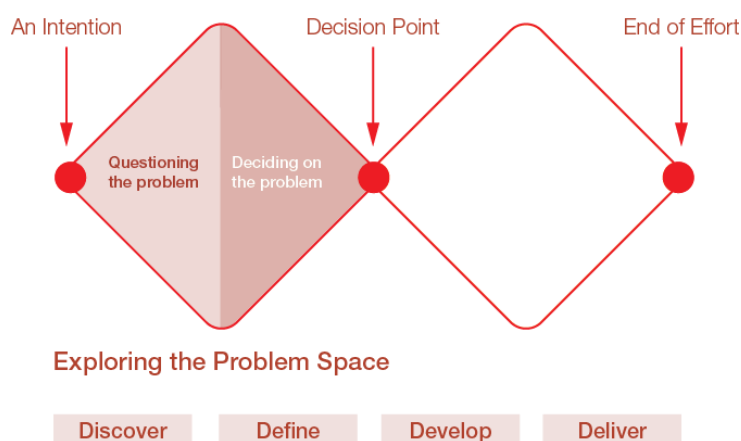 An Intention
Decision Point
End of Effort
Questioning
the problem
Deciding on
the problem
Exploring the Problem Space
Discover
Define
Develop
Deliver